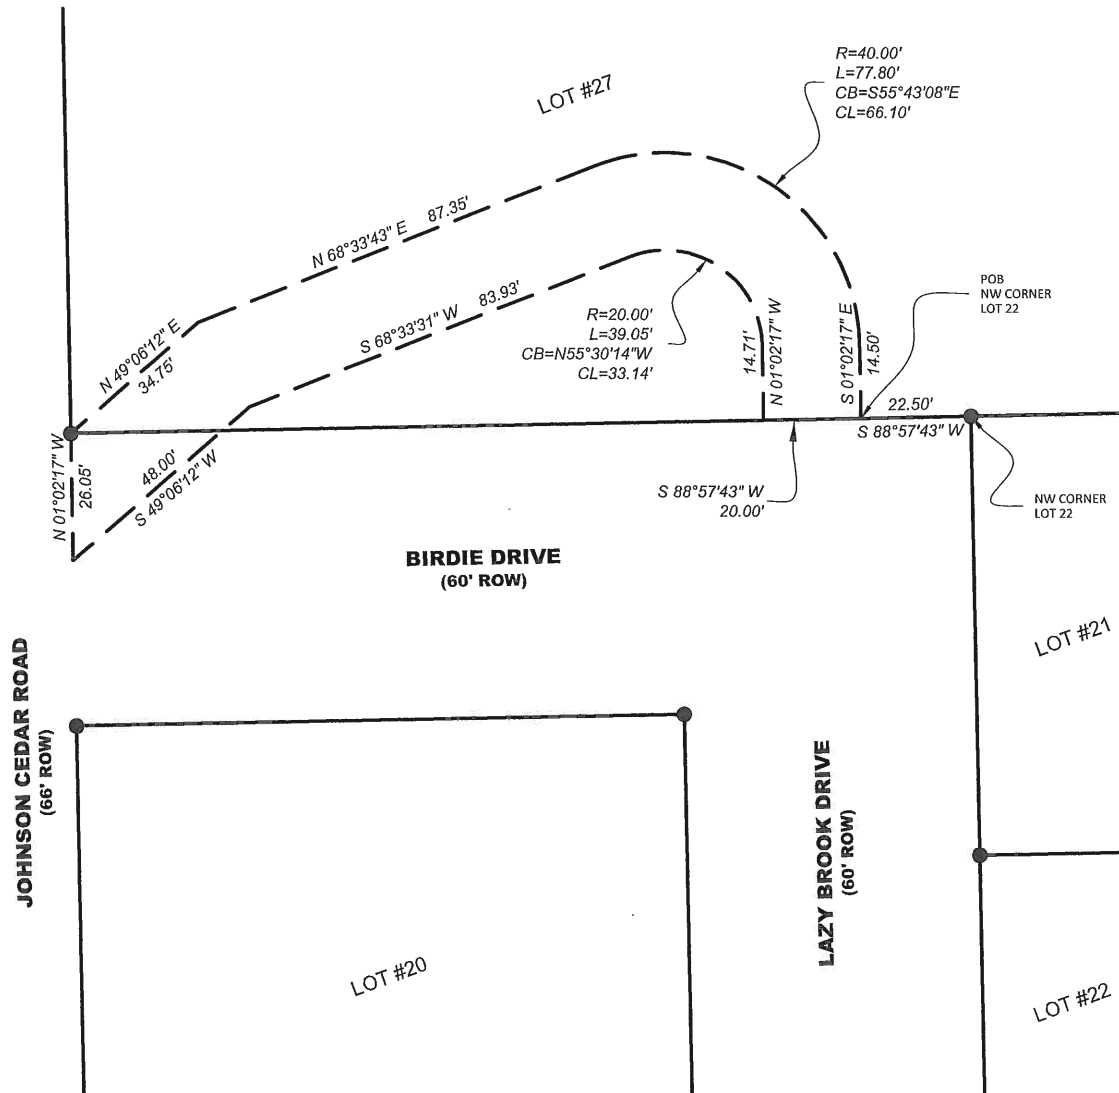 R=40.00'
L=77.80'
CB=S55°43'08"E
CL=66.10'
LOT #27
N 68°33'43" E 87.35'
POB
NW CORNER
LOT 22
S 68°33'31" W 83.93'
R=20.00'
L=39.05'
CB=N55°30'14"W
CL=33.14'
N 49°06'12" E
34.75'
14.71'
N 01°02'17" W
S 01°02'17" E
14.50'
22.50'
S 88°57'43" W
N 01°02'17" W
26.05'
48.00'
S 49°06'12" W
S 88°57'43" W
20.00'
NW CORNER
LOT 22
BIRDIE DRIVE
(60' ROW)
LOT #21
JOHNSON CEDAR ROAD
(66' ROW)
LAZY BROOK DRIVE
(60' ROW)
LOT #20
LOT #22